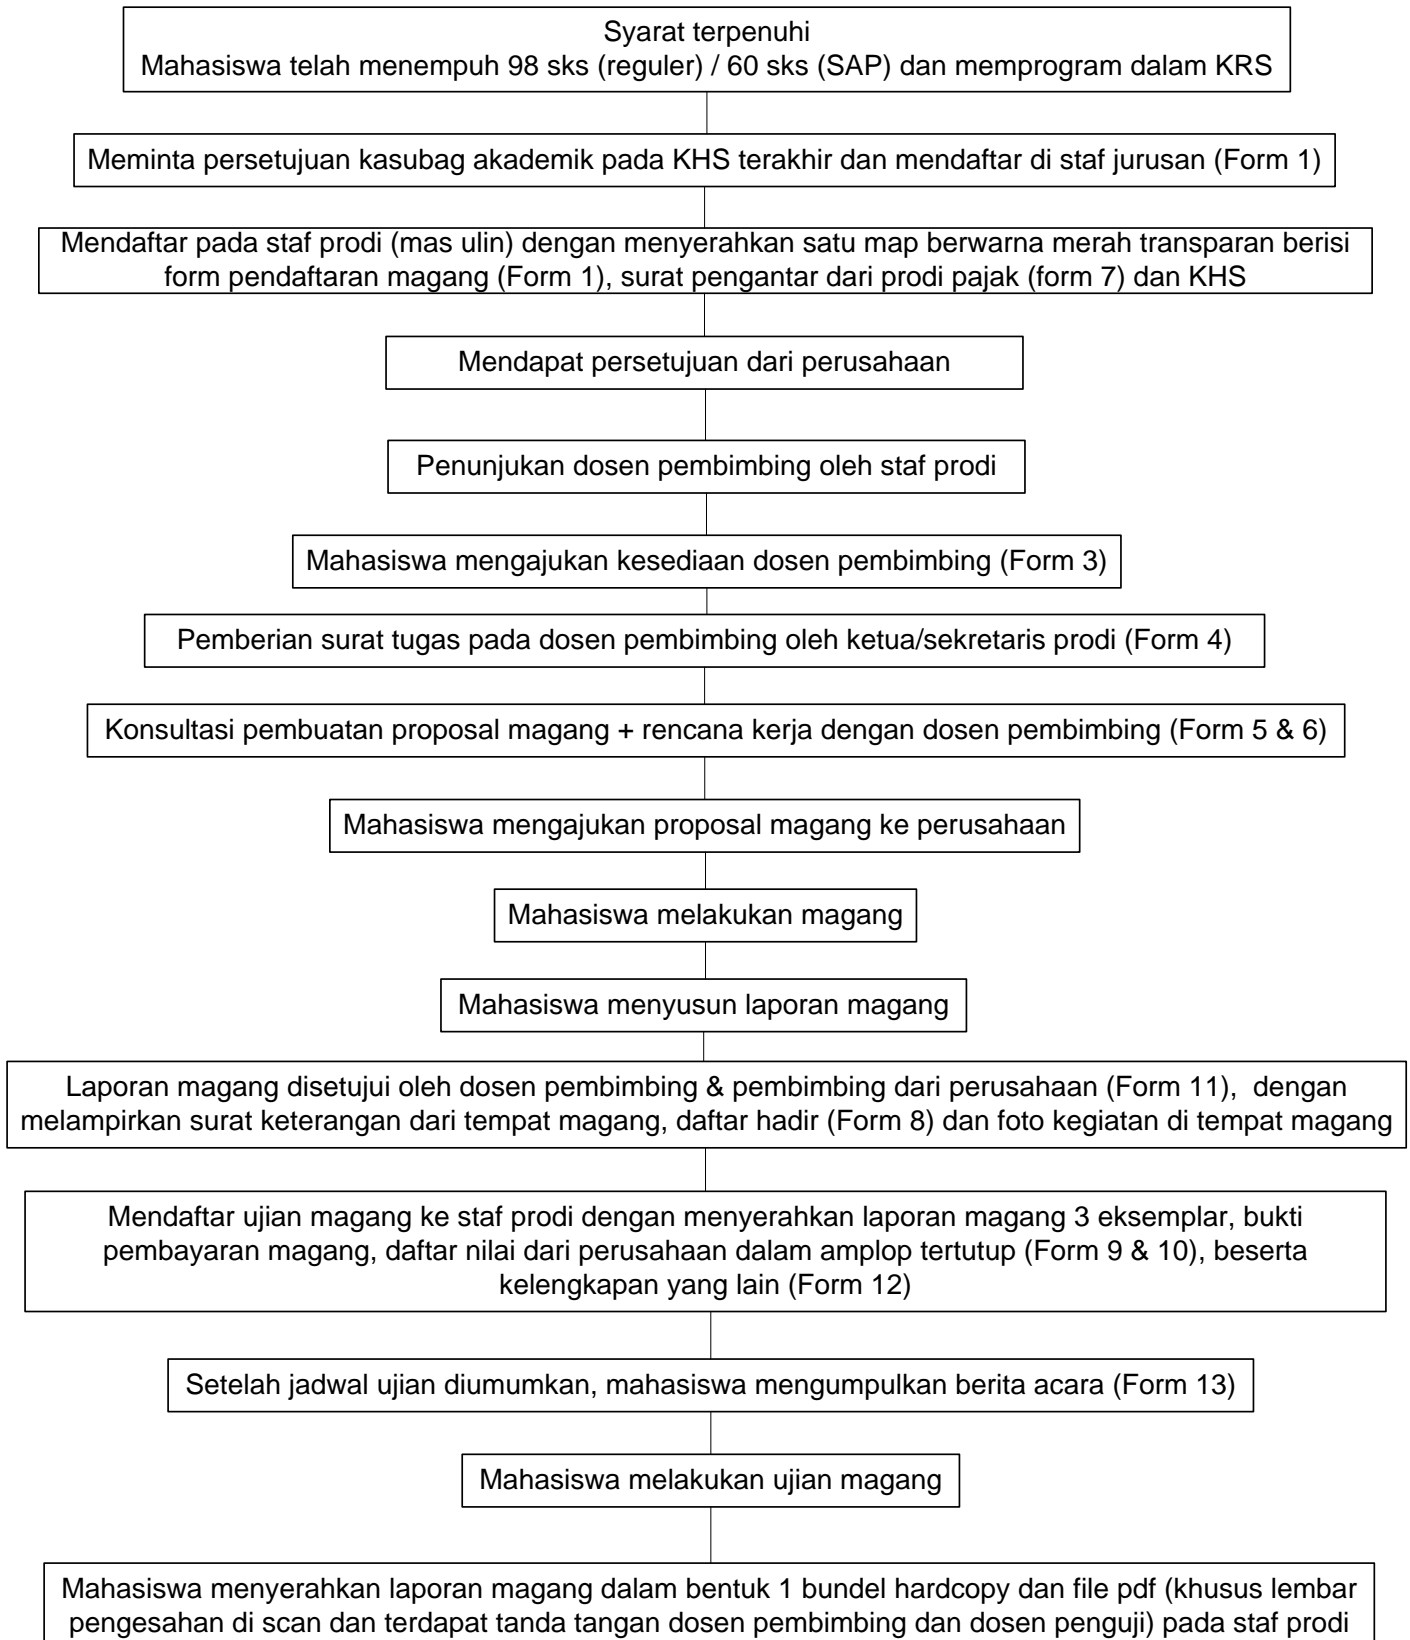 Syarat terpenuhi
Mahasiswa telah menempuh 98 sks (reguler) / 60 sks (SAP) dan memprogram dalam KRS
Meminta persetujuan kasubag akademik pada KHS terakhir dan mendaftar di staf jurusan (Form 1)
Mendaftar pada staf prodi (mas ulin) dengan menyerahkan satu map berwarna merah transparan berisi
form pendaftaran magang (Form 1), surat pengantar dari prodi pajak (form 7) dan KHS
Mendapat persetujuan dari perusahaan
Penunjukan dosen pembimbing oleh staf prodi
Mahasiswa mengajukan kesediaan dosen pembimbing (Form 3)
Pemberian surat tugas pada dosen pembimbing oleh ketua/sekretaris prodi (Form 4)
Konsultasi pembuatan proposal magang + rencana kerja dengan dosen pembimbing (Form 5 & 6)
Mahasiswa mengajukan proposal magang ke perusahaan
Mahasiswa melakukan magang
Mahasiswa menyusun laporan magang
Laporan magang disetujui oleh dosen pembimbing & pembimbing dari perusahaan (Form 11), dengan
melampirkan surat keterangan dari tempat magang, daftar hadir (Form 8) dan foto kegiatan di tempat magang
Mendaftar ujian magang ke staf prodi dengan menyerahkan laporan magang 3 eksemplar, bukti
pembayaran magang, daftar nilai dari perusahaan dalam amplop tertutup (Form 9 & 10), beserta
kelengkapan yang lain (Form 12)
Setelah jadwal ujian diumumkan, mahasiswa mengumpulkan berita acara (Form 13)
Mahasiswa melakukan ujian magang
Mahasiswa menyerahkan laporan magang dalam bentuk 1 bundel hardcopy dan file pdf (khusus lembar
pengesahan di scan dan terdapat tanda tangan dosen pembimbing dan dosen penguji) pada staf prodi